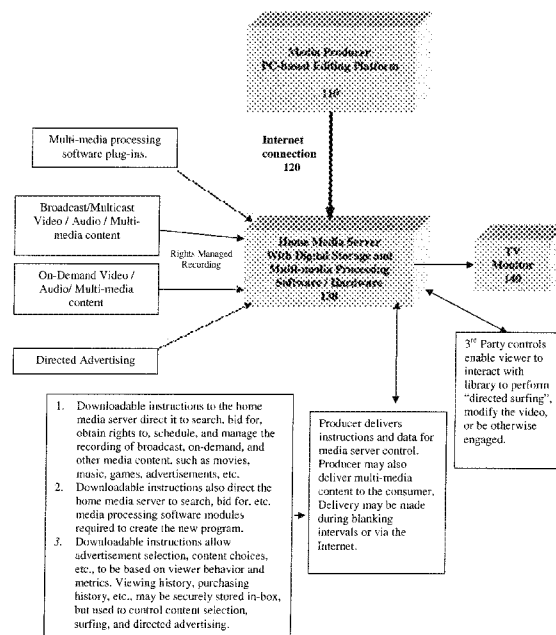 Media Producer
PC-based Editing Platform
110
Internet
connection
120
Multi-media processing
software plug-ins.
Broadcast/Multicast
Video / Audio / Multi-
media content
Rights Managed
Recording
On-Demand Video /
Audio/ Multi-media
content
Directed Advertising
Home Media Server
With Digital Storage and
Multi-media Processing
Software / Hardware
130
TV
Monitor
140
3rd Party controls
enable viewer to
interact with
library to perform
"directed surfing",
modify the video,
or be otherwise
engaged.
1. Downloadable instructions to the home
media server direct it to search, bid for,
obtain rights to, schedule, and manage the
recording of broadcast, on-demand, and
other media content, such as movies,
music, games, advertisements, etc.
2. Downloadable instructions also direct the
home media server to search, bid for, etc.
media processing software modules
required to create the new program.
3. Downloadable instructions allow
advertisement selection, content choices,
etc., to be based on viewer behavior and
metrics. Viewing history, purchasing
history, etc., may be securely stored in-box,
but used to control content selection,
surfing, and directed advertising.
Producer delivers
instructions and data for
media server control.
Producer may also
deliver multi-media
content to the consumer.
Delivery may be made
during blanking
intervals or via the
Internet.